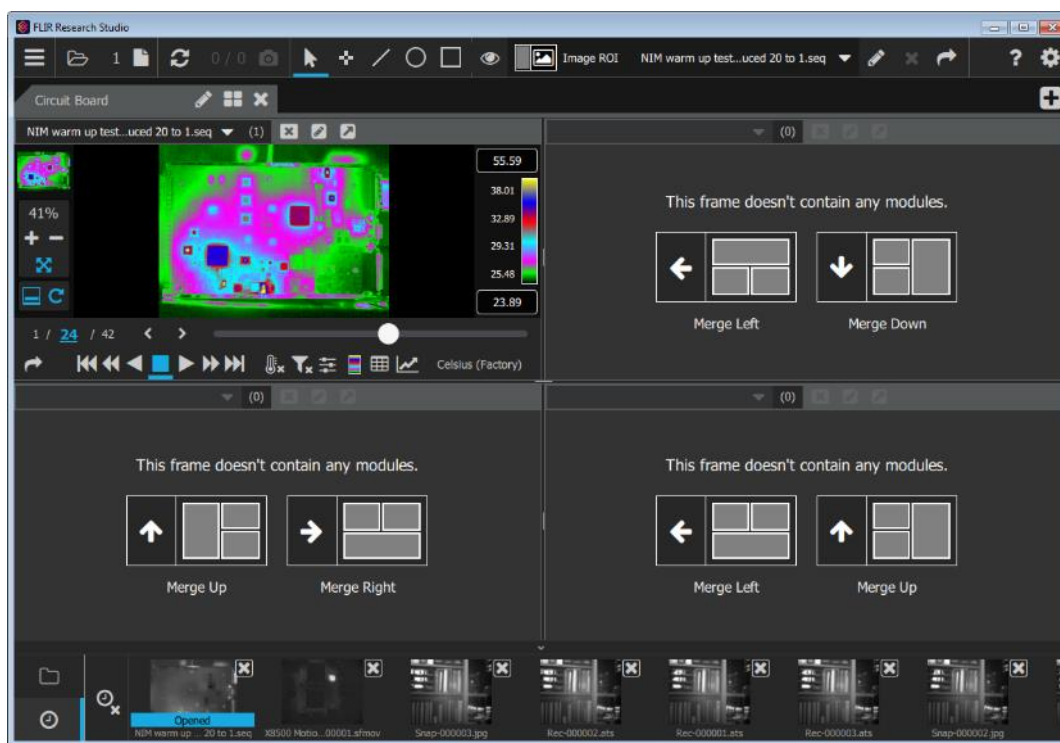 FLIR Research Studio
1
0 / 0
Image ROI
NIM warm up test...uced 20 to 1.seq
?
Circuit Board
NIM warm up test...uced 20 to 1.seq
(1)
41%
55.59
38.01
32.89
29.31
25.48
23.89
1 / 24 / 42
Celsius (Factory)
(0)
This frame doesn't contain any modules.
Merge Left
Merge Down
(0)
This frame doesn't contain any modules.
Merge Up
Merge Right
(0)
This frame doesn't contain any modules.
Merge Left
Merge Up
Opened
NIM warm up ... 20 to 1.seq
X8500 Motio...00001.sfmov
Snap-000003.jpg
Rec-000002.ats
Rec-000001.ats
Rec-000003.ats
Snap-000002.jpg